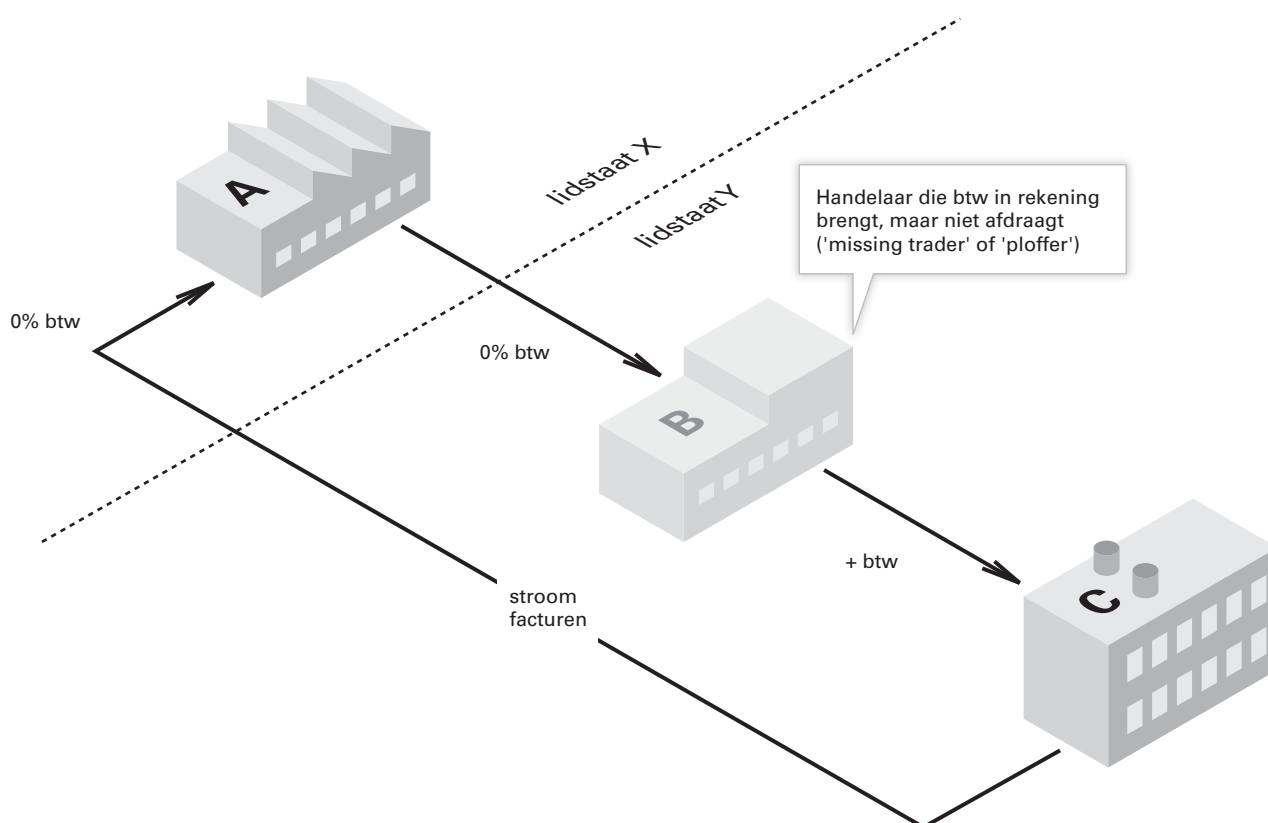 A
lidstaat X
lidstaat Y
Handelaar die btw in rekening
brengt, maar niet afdraagt
('missing trader' of 'ploffer')
0% btw
0% btw
B
+ btw
C
stroom
facturen